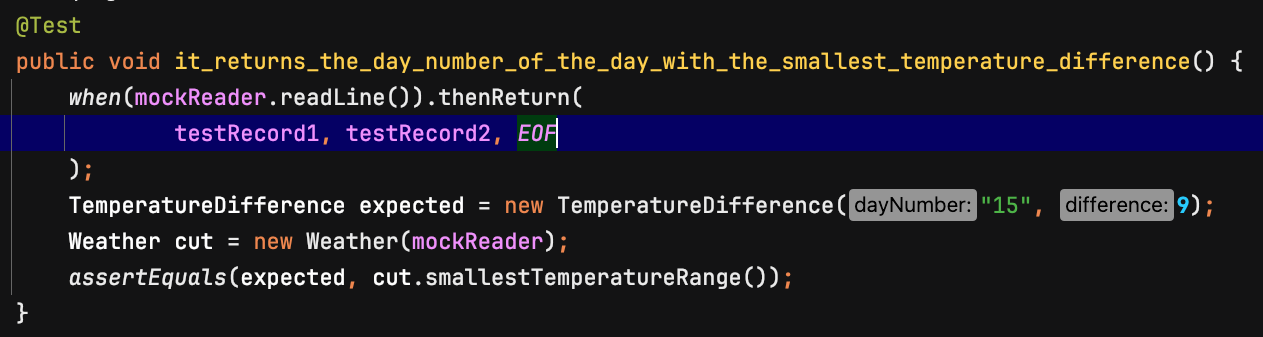 @Test
public void it_returns_the_day_number_of_the_day_with_the_smallest_temperature_difference() {
when(mockReader.readLine()).thenReturn(
testRecord1, testRecord2, EOF
);
TemperatureDifference expected = new TemperatureDifference( dayNumber: "15", difference: 9);
Weather cut = new Weather(mockReader);
assertEquals(expected, cut.smallestTemperatureRange());
}